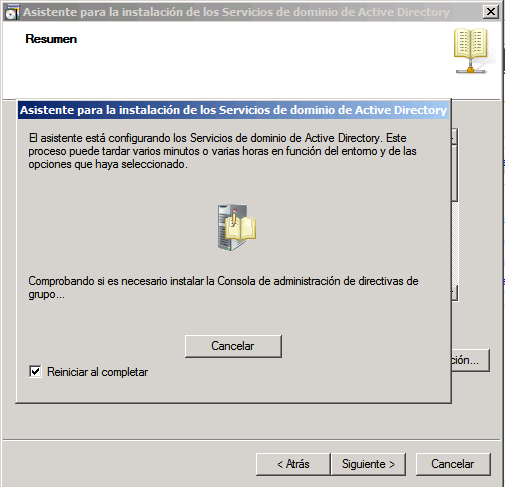 Asistente para la instalación de los Servicios de dominio de Active Directory
Resumen
Asistente para la instalación de los Servicios de dominio de Active Directory
El asistente está configurando los Servicios de dominio de Active Directory. Este
proceso puede tardar varios minutos o varias horas en función del entorno y de las
opciones que haya seleccionado.
Comprobando si es necesario instalar la Consola de administración de directivas de
grupo...
Cancelar
ción...
Reiniciar al completar
< Atrás Siguiente > Cancelar